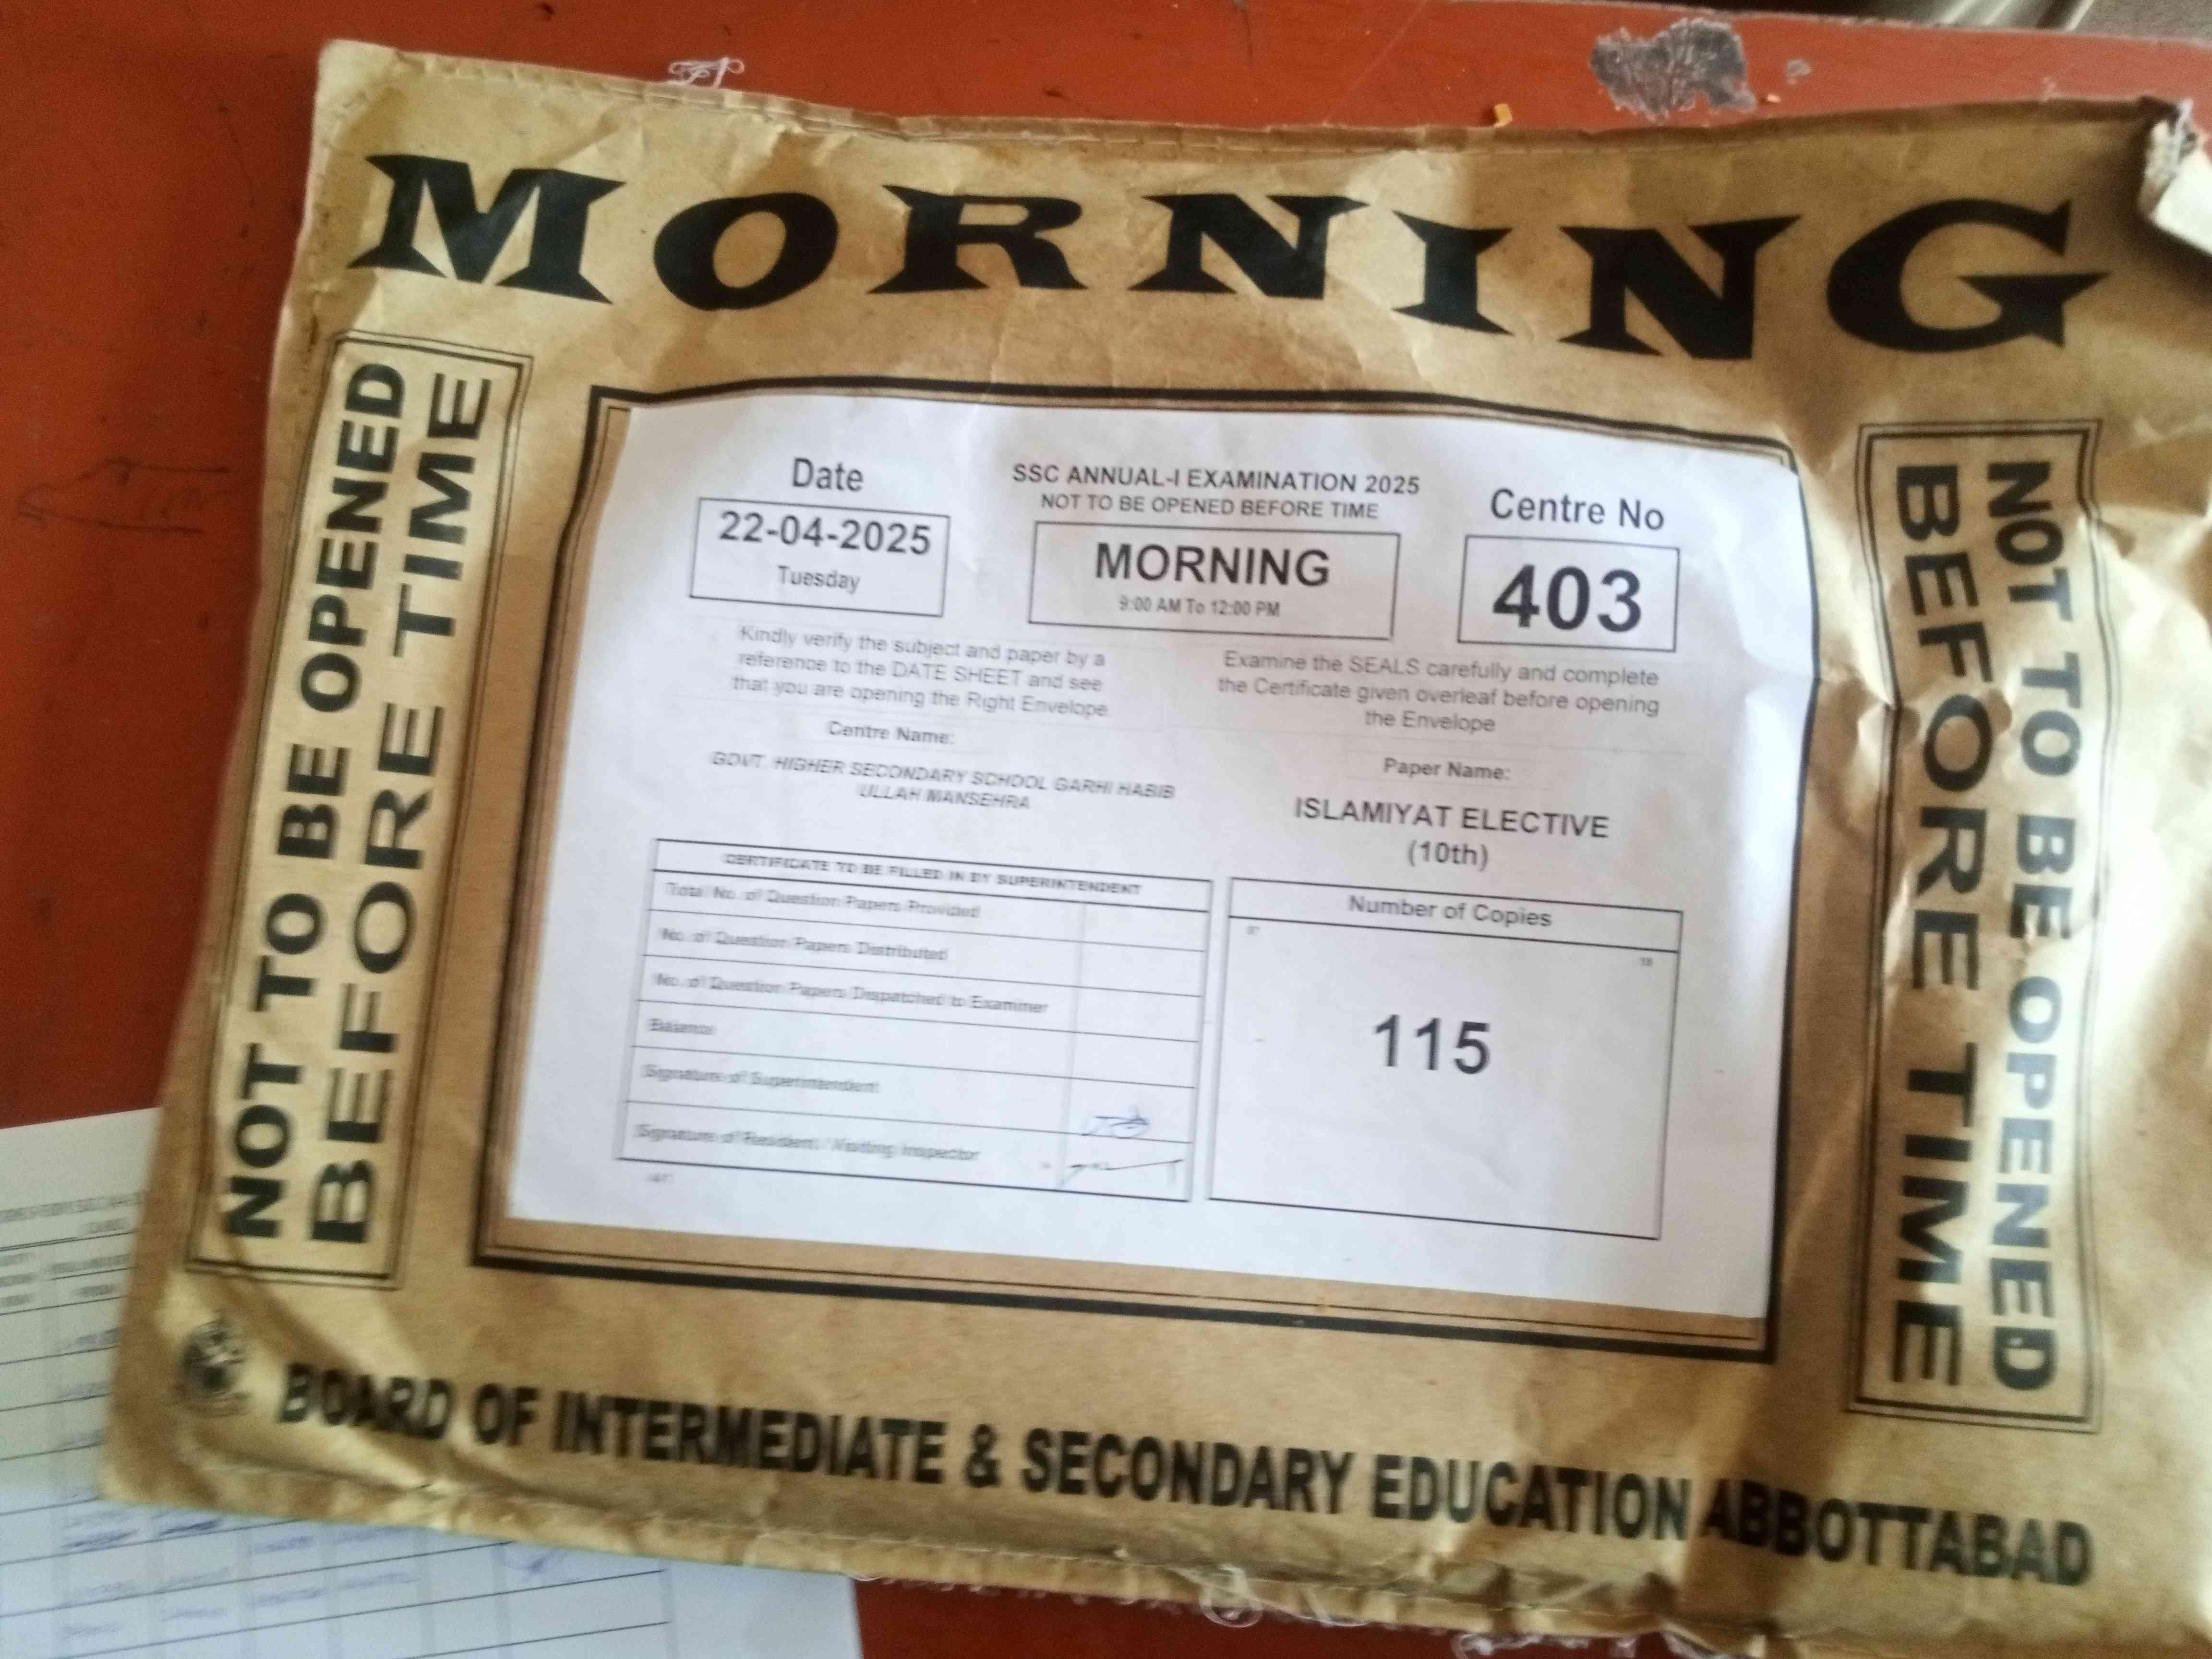 MORNING
NOT TO BE OPENED
BEFORE TIME
Date
22-04-2025
Tuesday
SSC ANNUAL-I EXAMINATION 2025
NOT TO BE OPENED BEFORE TIME
MORNING
9:00 AM To 12:00 PM
Centre No
403
Kindly verify the subject and paper by a
reference to the DATE SHEET and see
that you are opening the Right Envelope
Examine the SEALS carefully and complete
the Certificate given overleaf before opening
the Envelope
Centre Name:
GOVT. HIGHER SECONDARY SCHOOL GARHI HABIB
ULLAH MANSEHRA
Paper Name:
ISLAMIYAT ELECTIVE
(10th)
CERTIFICATE TO BE FILLED IN BY SUPERINTENDENT
Total No. of Question Papers Provided
No. of Question Papers Distributed
No. of Question Papers Dispatched to Examiner
Balance
Signature of Superintendent
Signature of Resident / Visiting Inspector
Number of Copies
115
NOT TO BE OPENED
BEFORE TIME
BOARD OF INTERMEDIATE & SECONDARY EDUCATION ABBOTTABAD